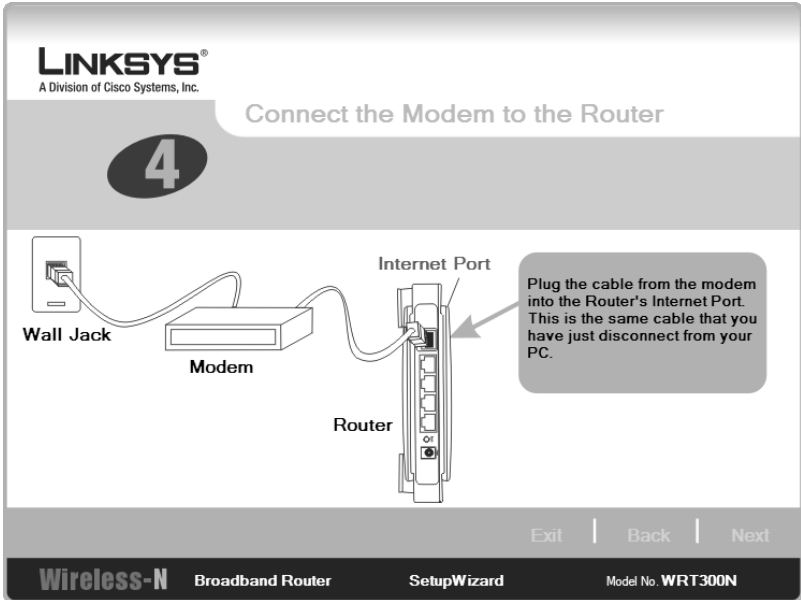 LINKSYS®
A Division of Cisco Systems, Inc.
Connect the Modem to the Router
4
Internet Port
Plug the cable from the modem
into the Router's Internet Port.
This is the same cable that you
have just disconnect from your
PC.
Wall Jack
Modem
Router
Exit | Back | Next
Wireless-N Broadband Router SetupWizard Model No. WRT300N